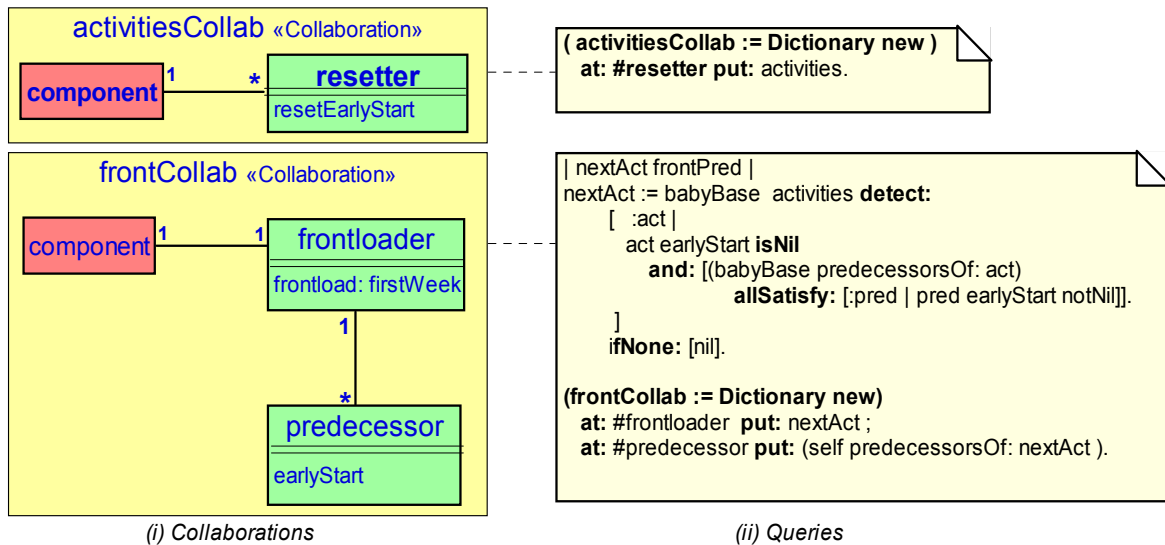 activitiesCollab «Collaboration»
component
1
*
resetter
resetEarlyStart
( activitiesCollab := Dictionary new )
at: #resetter put: activities.
frontCollab «Collaboration»
component
1
1
frontloader
frontload: firstWeek
1
*
predecessor
earlyStart
| nextAct frontPred |
nextAct := babyBase activities detect:
[ :act |
act earlyStart isNil
and: [(babyBase predecessorsOf: act)
allSatisfy: [:pred | pred earlyStart notNil]].
]
ifNone: [nil].
(frontCollab := Dictionary new)
at: #frontloader put: nextAct ;
at: #predecessor put: (self predecessorsOf: nextAct ).
(i) Collaborations
(ii) Queries